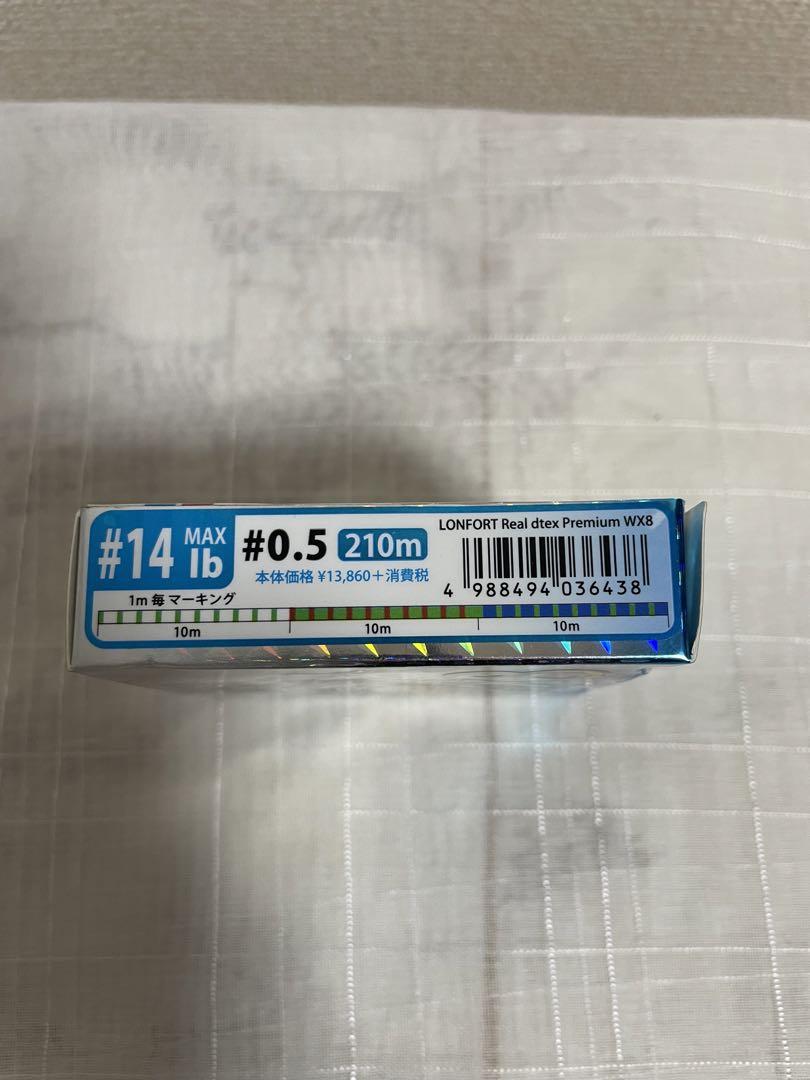 #14 MAX lb
#0.5 210m
本体価格 ¥13,860+消費税
LONFORT Real dtex Premium WX8
4 988494 036438
1m 毎 マーキング
10m 10m 10m